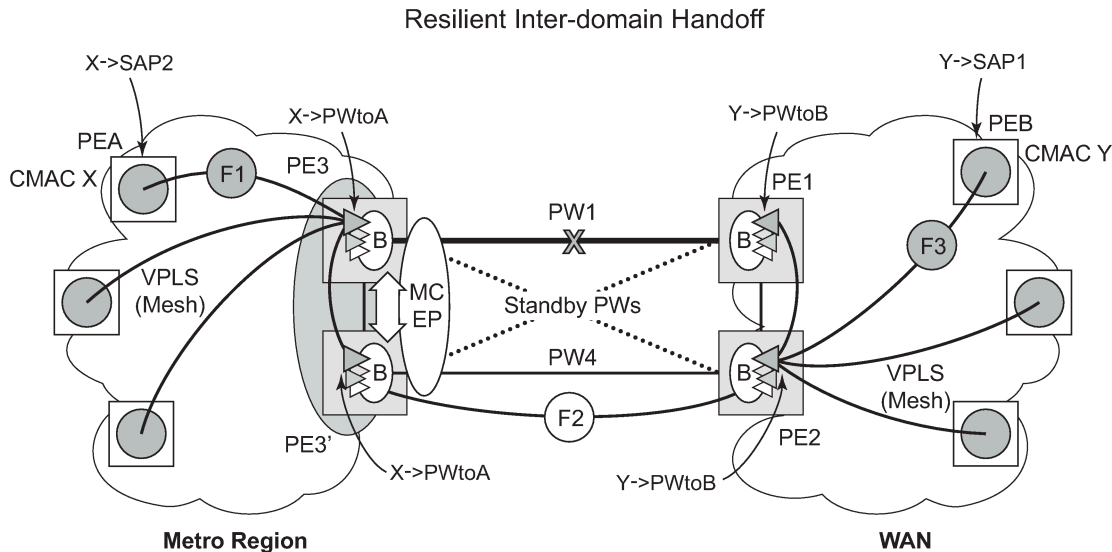 Resilient Inter-domain Handoff
X->SAP2
Y->SAP1
X->PWtoA
Y->PWtoB
PEA
PEB
CMAC X
F1
PE3
PW1
PE1
CMAC Y
X
B
B
F3
VPLS
(Mesh)
MC
EP
Standby PWs
PW4
B
B
VPLS
(Mesh)
F2
PE3’
PE2
X->PWtoA
Y->PWtoB
Metro Region
WAN